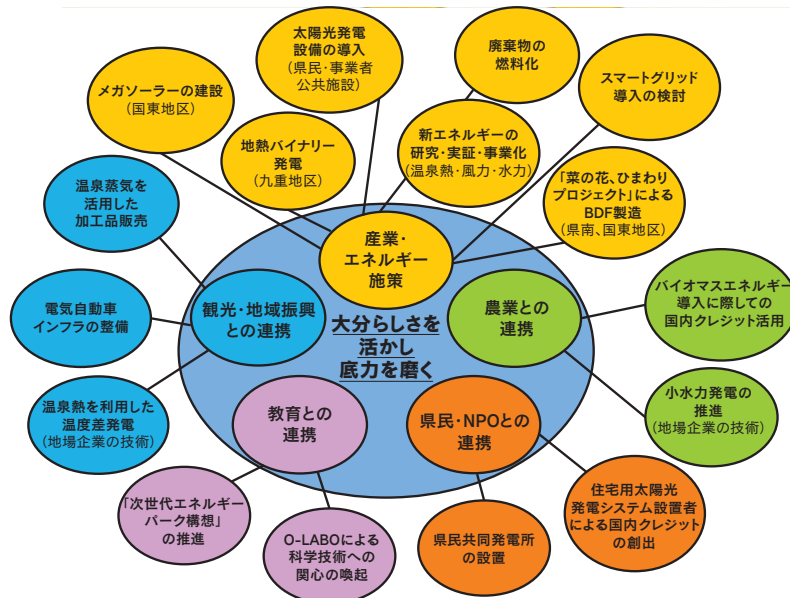 太陽光発電
設備の導入
(県民・事業者
公共施設)
廃棄物の
燃料化
スマートグリッド
導入の検討
メガソーラーの建設
(国東地区)
地熱バイナリー
発電
(九重地区)
新エネルギーの
研究・実証・事業化
(温泉熱・風力・水力)
「菜の花、ひまわり
プロジェクト」による
BDF製造
(県南、国東地区)
温泉蒸気を
活用した
加工品販売
産業・
エネルギー
施策
電気自動車
インフラの整備
観光・地域振興
との連携
大分らしさを
活かし
底力を磨く
農業との
連携
バイオマスエネルギー
導入に際しての
国内クレジット活用
温泉熱を利用した
温度差発電
(地場企業の技術)
教育との
連携
県民・NPOとの
連携
小水力発電の
推進
(地場企業の技術)
「次世代エネルギー
パーク構想」
の推進
O-LABOによる
科学技術への
関心の喚起
県民共同発電所
の設置
住宅用太陽光
発電システム設置者
による国内クレジット
の創出